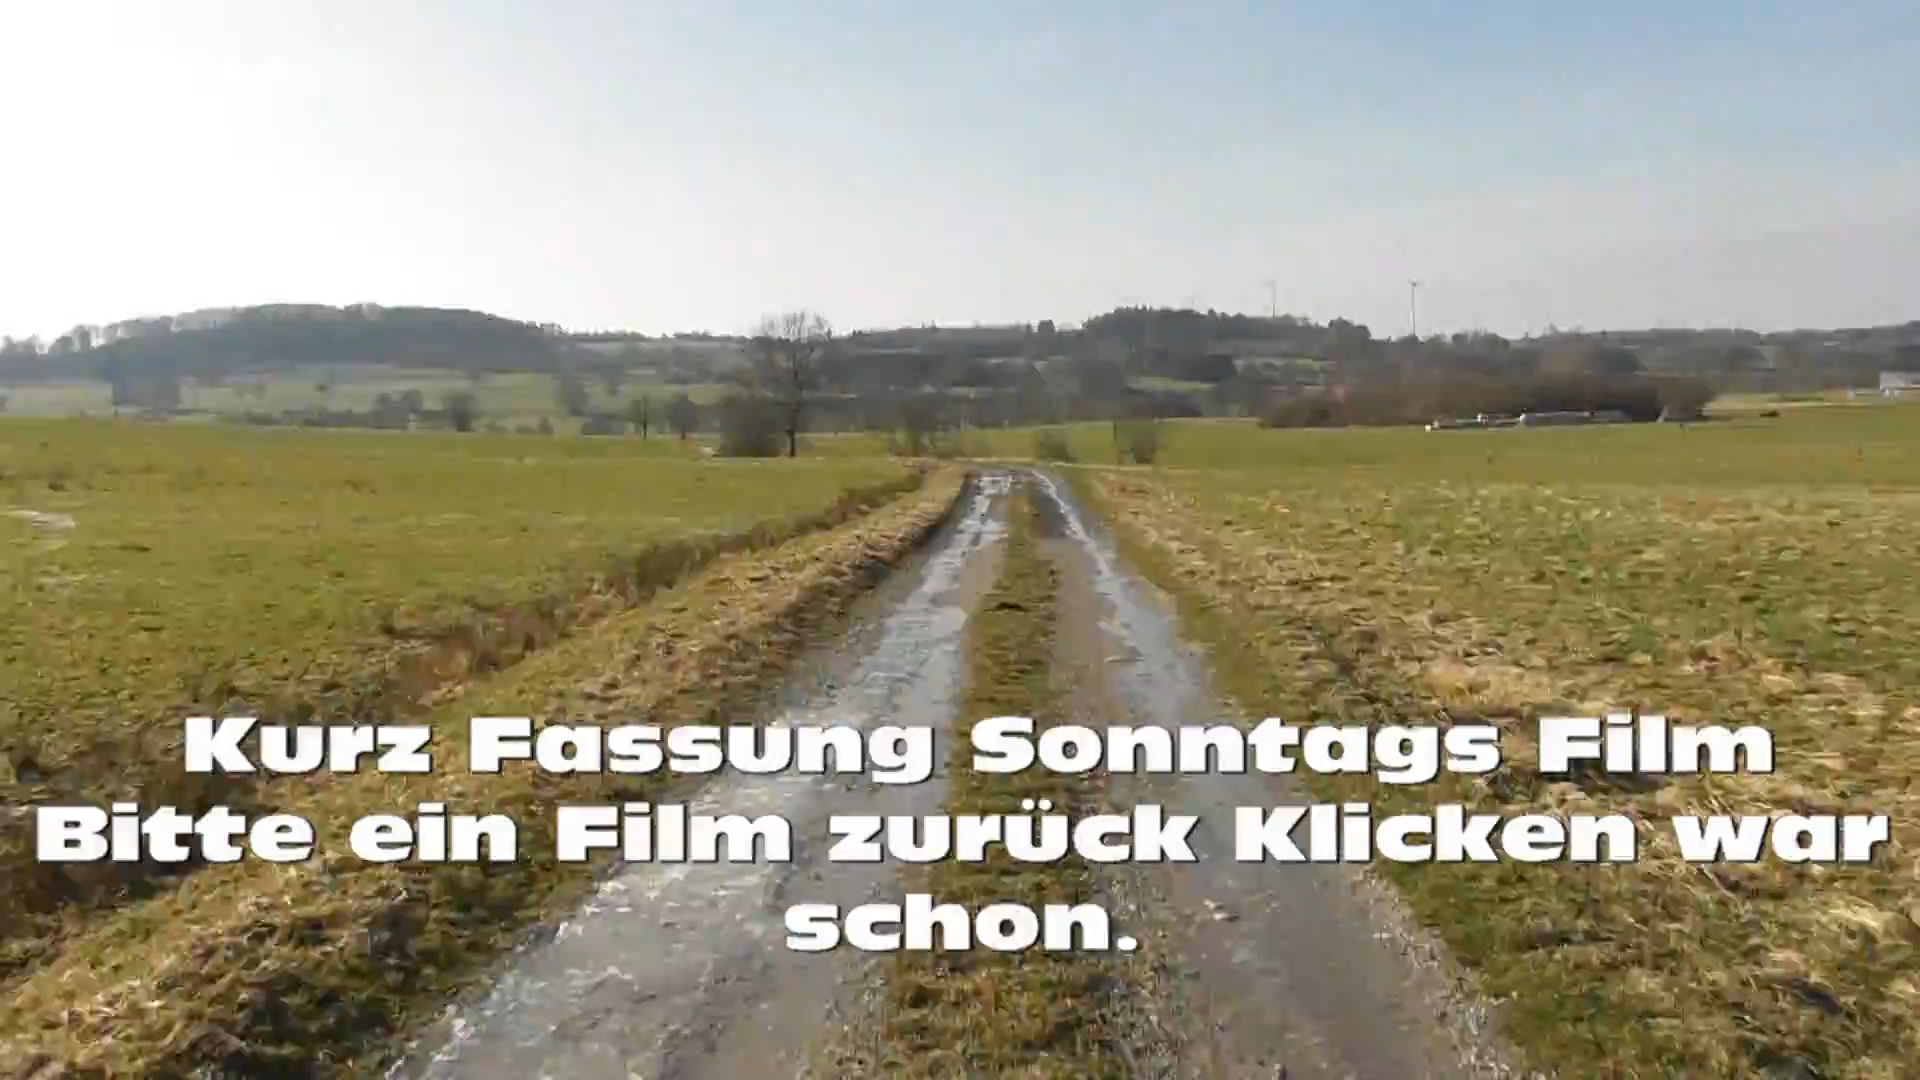 Kurz Fassung Sonntags Film
Bitte ein Film zurück Klicken war
schon.